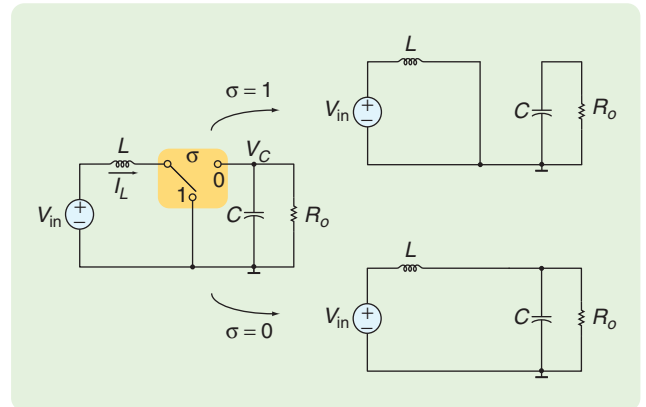 L
V_in
+
−
C
R_o
σ = 1
L
I_L
σ
1
0
V_C
V_in
+
−
C
R_o
σ = 0
L
V_in
+
−
C
R_o